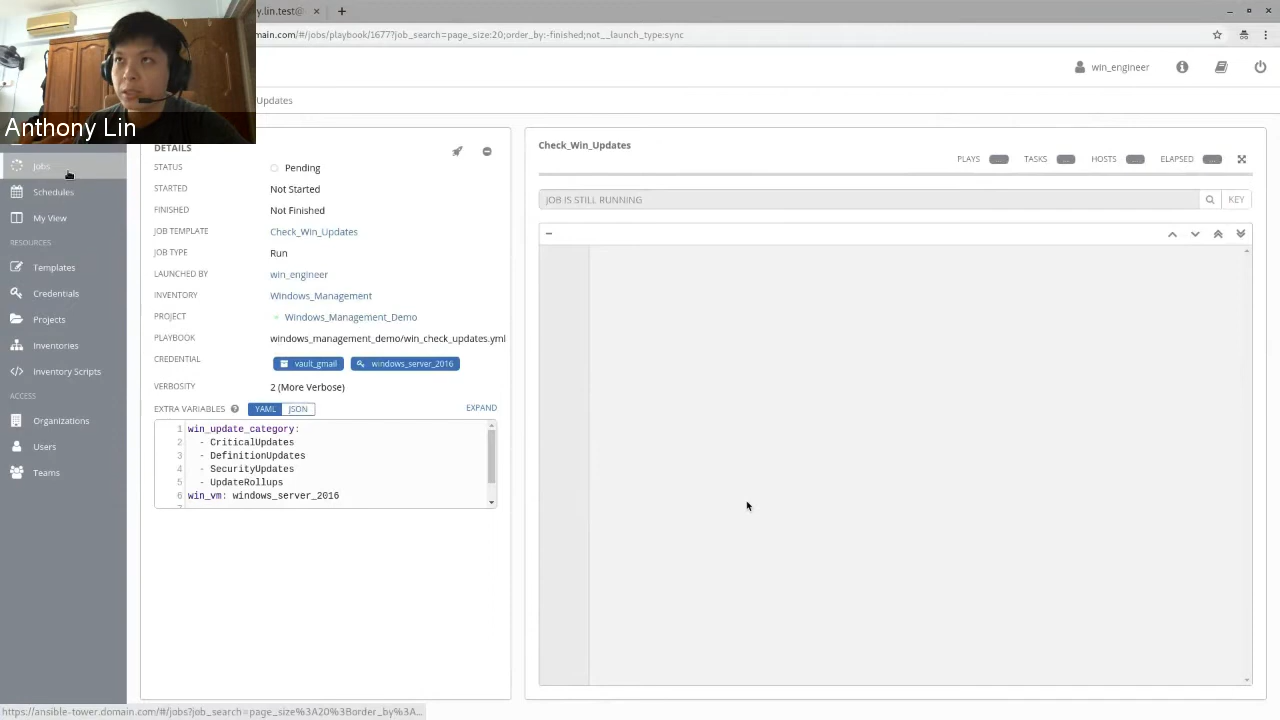 y.lin.test@
main.com/#/jobs/playbook/1677?job_search=page_size:20;order_by:-finished;not__launch_type:sync
win_engineer
Updates
Anthony Lin
Jobs
Schedules
My View
RESOURCES
Templates
Credentials
Projects
Inventories
Inventory Scripts
ACCESS
Organizations
Users
Teams
DETAILS
STATUS Pending
STARTED Not Started
FINISHED Not Finished
JOB TEMPLATE Check_Win_Updates
JOB TYPE Run
LAUNCHED BY win_engineer
INVENTORY Windows_Management
PROJECT Windows_Management_Demo
PLAYBOOK windows_management_demo/win_check_updates.yml
CREDENTIAL vault_gmail windows_server_2016
VERBOSITY 2 (More Verbose)
EXTRA VARIABLES YAML JSON EXPAND
1 win_update_category:
2 - CriticalUpdates
3 - DefinitionUpdates
4 - SecurityUpdates
5 - UpdateRollups
6 win_vm: windows_server_2016
Check_Win_Updates
PLAYS ... TASKS ... HOSTS ... ELAPSED ...
JOB IS STILL RUNNING KEY
https://ansible-tower.domain.com/#/jobs?job_search=page_size%3A20%3Border_by%3A...